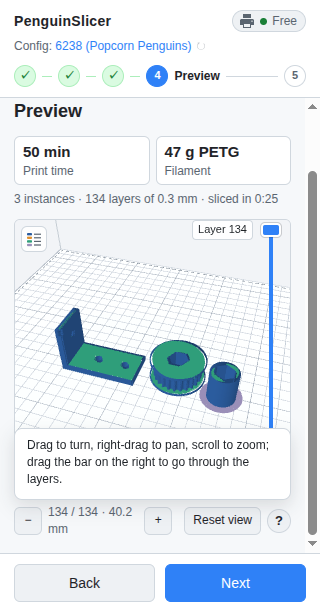 PenguinSlicer
Free
Config: 6238 (Popcorn Penguins)
4 Preview 5
Preview
50 min
Print time
47 g PETG
Filament
3 instances · 134 layers of 0.3 mm · sliced in 0:25
Layer 134
Drag to turn, right-drag to pan, scroll to zoom;
drag the bar on the right to go through the
layers.
− 134 / 134 · 40.2
mm
+ Reset view ?
Back Next